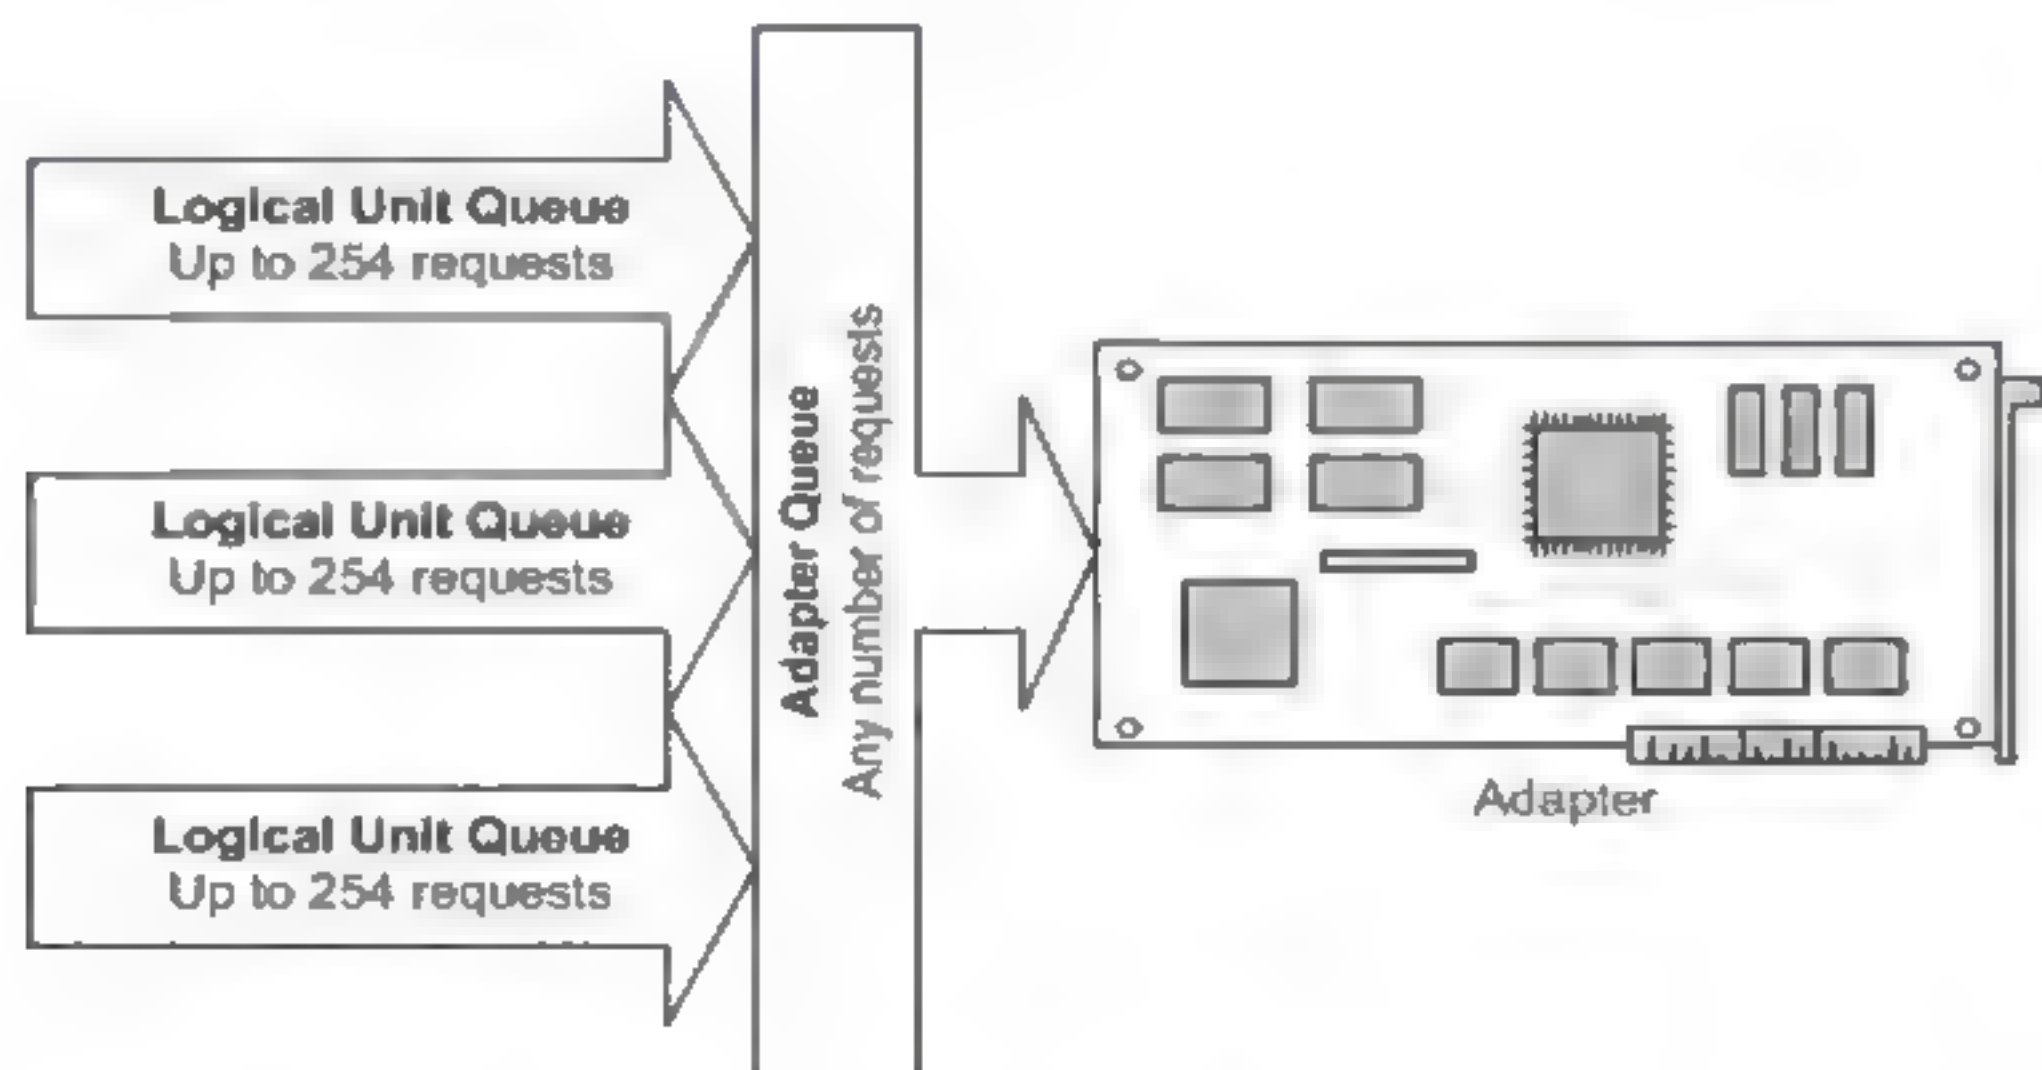 Logical Unit Queue
Up to 254 requests
Logical Unit Queue
Up to 254 requests
Logical Unit Queue
Up to 254 requests
Adapter Queue
Any number of requests
Adapter